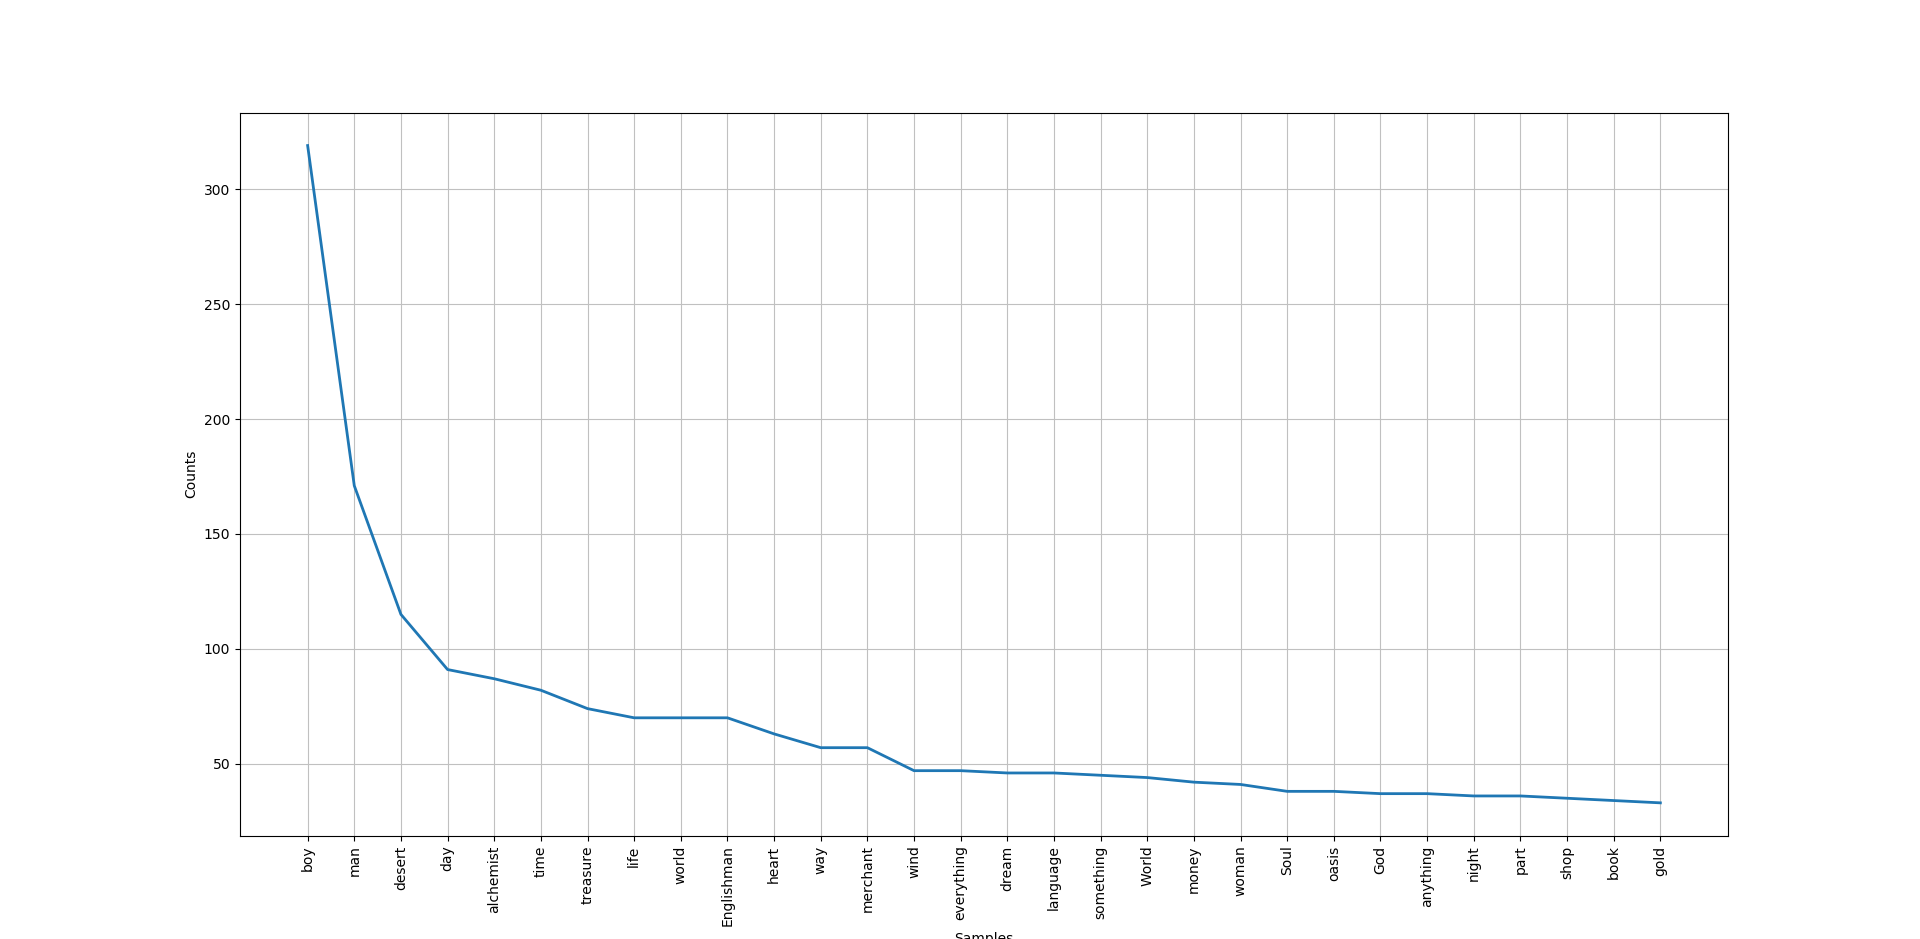 300
250
200
150
100
50
Counts
boy
man
desert
day
alchemist
time
treasure
life
world
Englishman
heart
way
merchant
wind
everything
dream
language
something
World
money
woman
Soul
oasis
God
anything
night
part
shop
book
gold
Samples